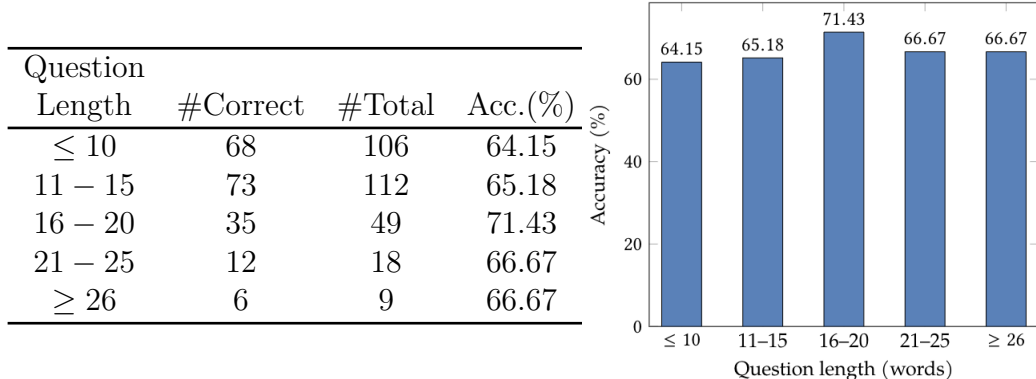 Question
Length #Correct #Total Acc.(%)
≤ 10 68 106 64.15
11 − 15 73 112 65.18
16 − 20 35 49 71.43
21 − 25 12 18 66.67
≥ 26 6 9 66.67
Accuracy (%)
60
40
20
0
64.15 65.18 71.43 66.67 66.67
≤ 10 11–15 16–20 21–25 ≥ 26
Question length (words)